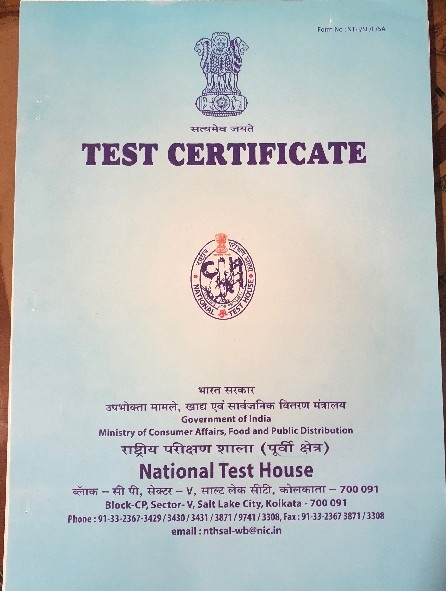 Form No :
सत्यमेव जयते
TEST CERTIFICATE
NATIONAL TEST HOUSE
भारत सरकार
उपभोक्ता मामले, खाद्य एवं सार्वजनिक वितरण मंत्रालय
Government of India
Ministry of Consumer Affairs, Food and Public Distribution
राष्ट्रीय परीक्षण शाला (पूर्वी क्षेत्र)
National Test House
ब्लॉक – सी पी, सेक्टर – V, साल्ट लेक सीटी, कोलकाता – 700 091
Block-CP, Sector- V, Salt Lake City, Kolkata - 700 091
Phone : 91-33-2367-3429 / 3430 / 3431 / 3871 / 9741 / 3308, Fax : 91-33-2367 3871 / 3308
email : nthsal-wb@nic.in